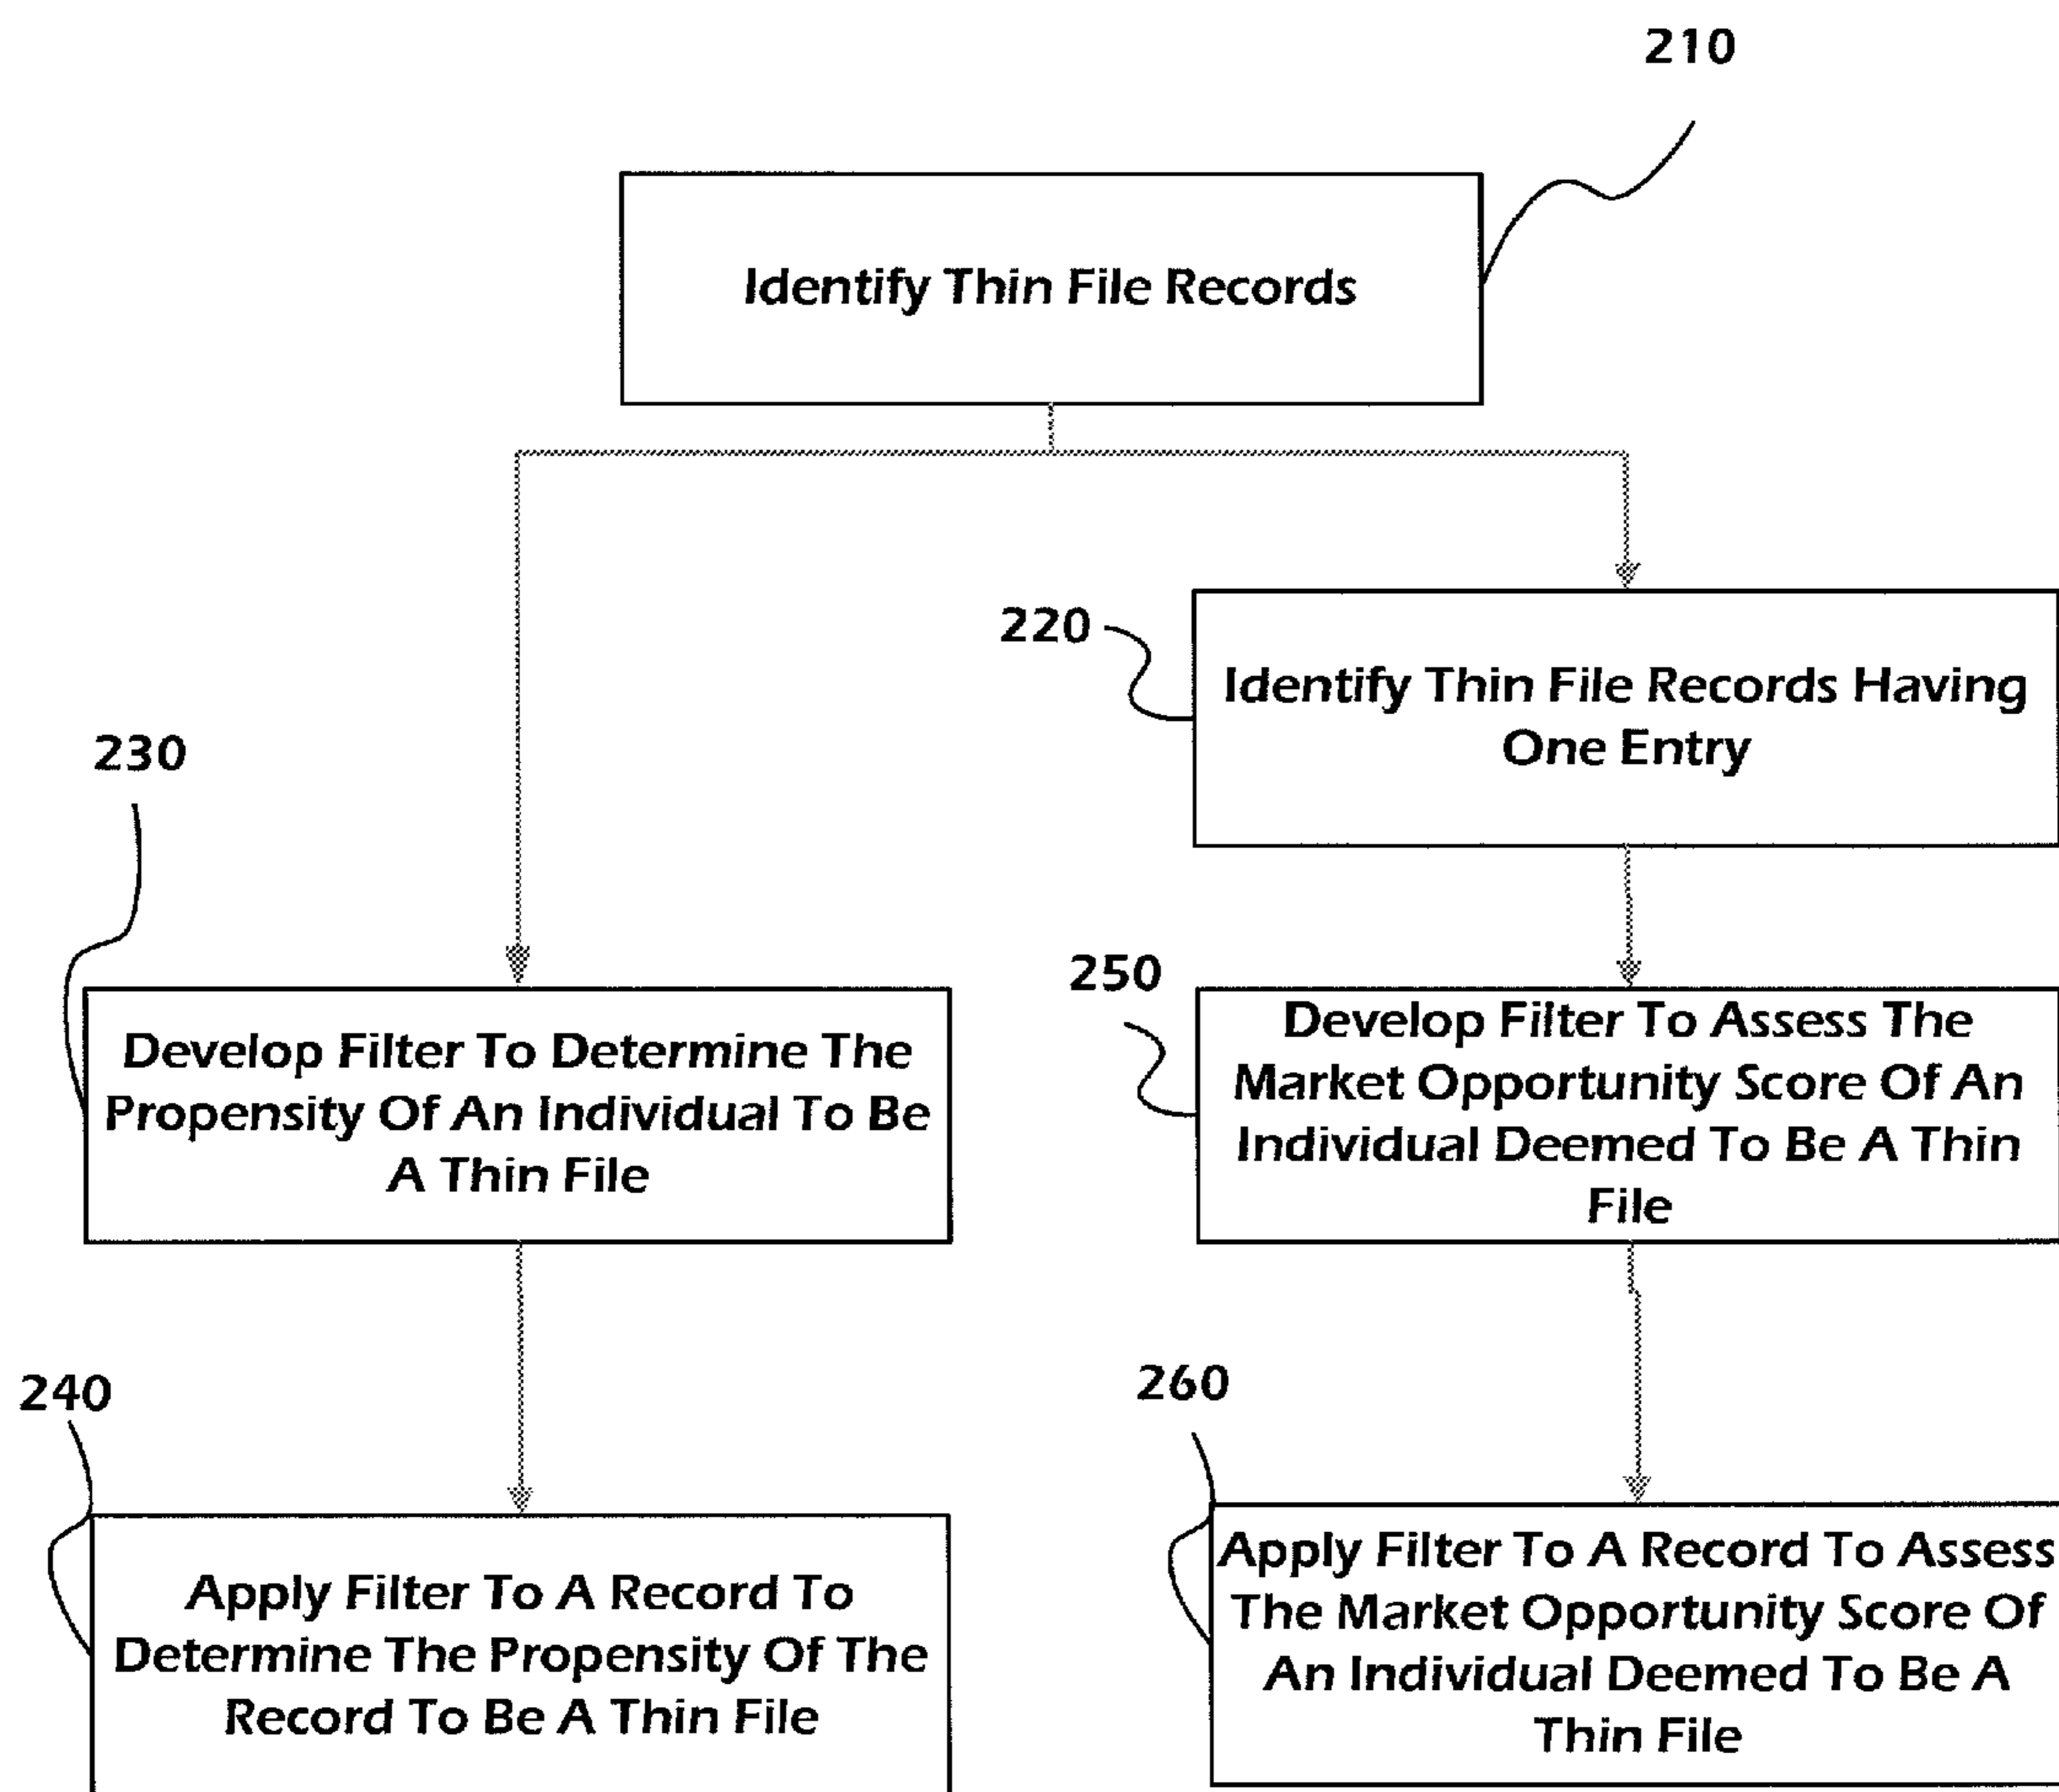 210
Identify Thin File Records
220
Identify Thin File Records Having
One Entry
230
Develop Filter To Determine The
Propensity Of An Individual To Be
A Thin File
250
Develop Filter To Assess The
Market Opportunity Score Of An
Individual Deemed To Be A Thin
File
240
Apply Filter To A Record To
Determine The Propensity Of The
Record To Be A Thin File
260
Apply Filter To A Record To Assess
The Market Opportunity Score Of
An Individual Deemed To Be A
Thin File